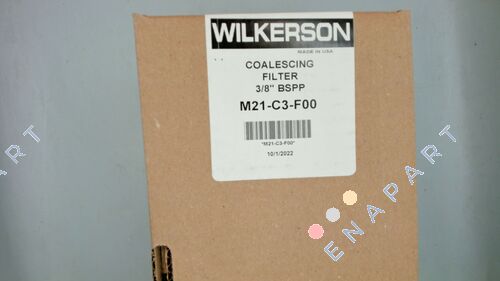 WILKERSON
MADE IN USA
COALESCING
FILTER
3/8" BSPP
M21-C3-F00
"M21-C3-F00"
10/1/2022
ENAPART